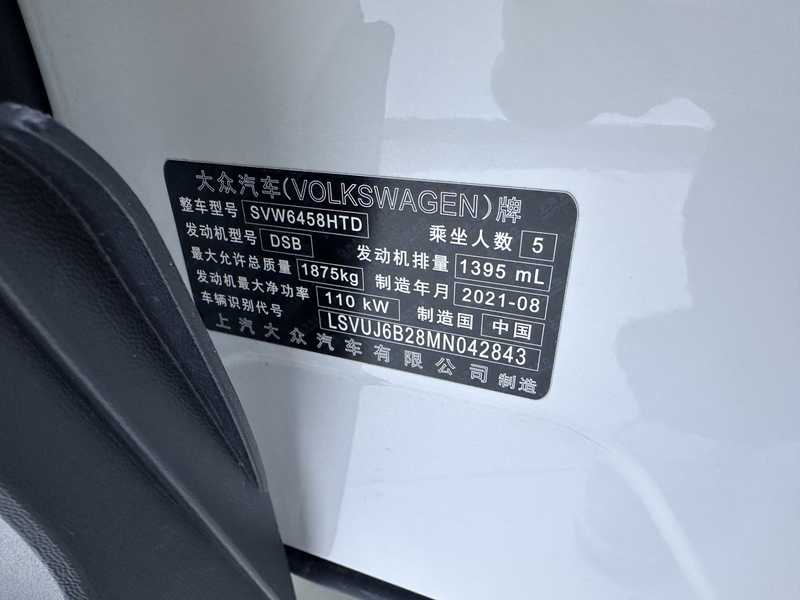 大众汽车(VOLKSWAGEN)牌
整车型号 SVW6458HTD 乘坐人数 5
发动机型号 DSB 发动机排量 1395 mL
最大允许总质量 1875kg 制造年月 2021-08
发动机最大净功率 110 kW 制造国 中国
车辆识别代号 LSVUJ6B28MN042843
上汽大众汽车有限公司 制造